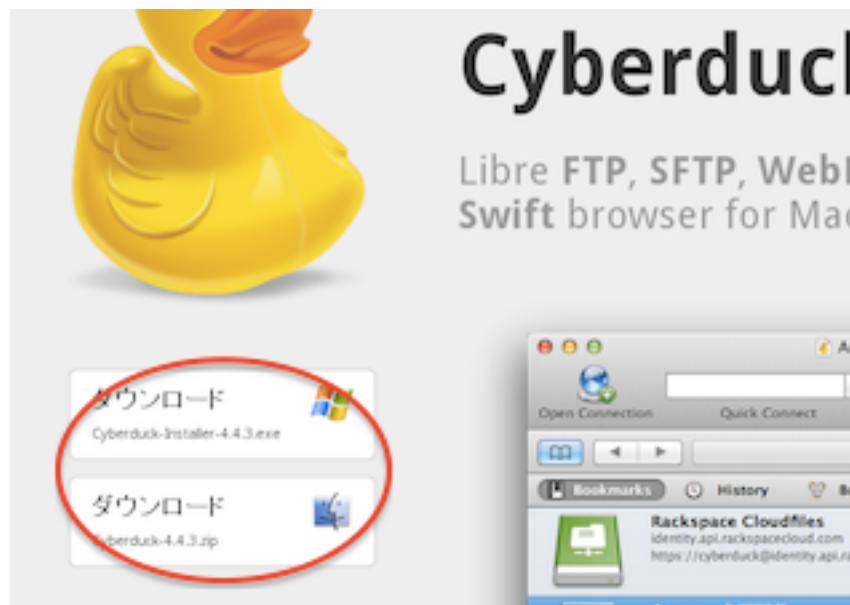 Cyberduck
Libre FTP, SFTP, Web
Swift browser for Mac
ダウンロード
Cyberduck-Installer-4.4.3.exe
ダウンロード
Cyberduck-4.4.3.zip
Open Connection
Quick Connect
Bookmarks
History
Rackspace Cloudfiles
identity.api.rackspacecloud.com
https://cyberduck@identity.api.ra